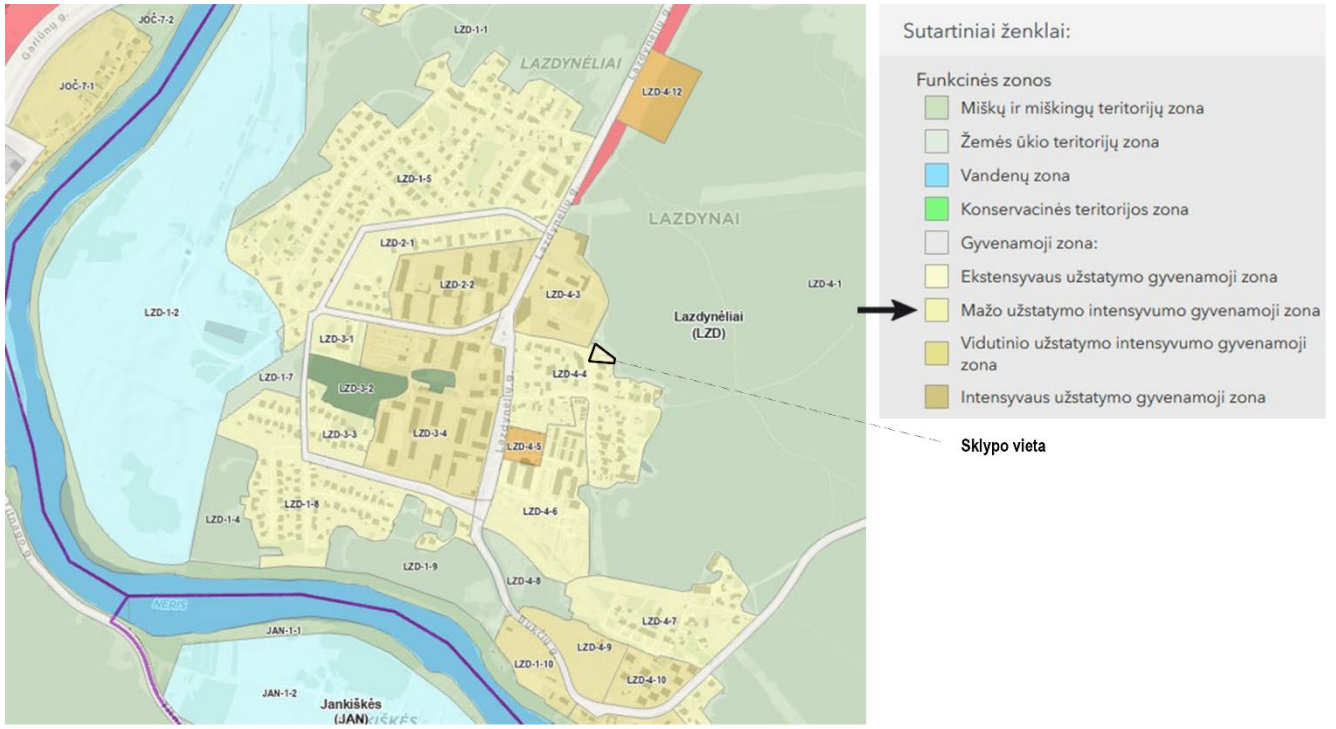 JOČ-7-2
Gariūnų g.
LZD-1-1
LAZDYNĖLIAI
Lazdynėlių g.
LZD-4-12
JOČ-7-1
LZD-1-5
LAZDYNAI
Lazdynėlių g.
LZD-2-1
LZD-2-2
LZD-4-3
LZD-4-1
LZD-1-2
Lazdynėliai
(LZD)
LZD-3-1
LZD-4-4
LZD-1-7
LZD-3-2
Lazdynėlių g.
LZD-3-3
LZD-3-4
LZD-4-5
LZD-1-8
LZD-4-6
LZD-1-4
LZD-1-9
LZD-4-8
NERIS
LZD-4-7
JAN-1-1
Bukčių g.
LZD-4-9
LZD-1-10
LZD-4-10
JAN-1-2
Jankiškės
(JAN)
KIŠKĖS
Sutartiniai ženklai:
Funkcinės zonos
Miškų ir miškingų teritorijų zona
Žemės ūkio teritorijų zona
Vandenų zona
Konservacinės teritorijos zona
Gyvenamoji zona:
Ekstensyvaus užstatymo gyvenamoji zona
Mažo užstatymo intensyvumo gyvenamoji zona
Vidutinio užstatymo intensyvumo gyvenamoji
zona
Intensyvaus užstatymo gyvenamoji zona
Sklypo vieta